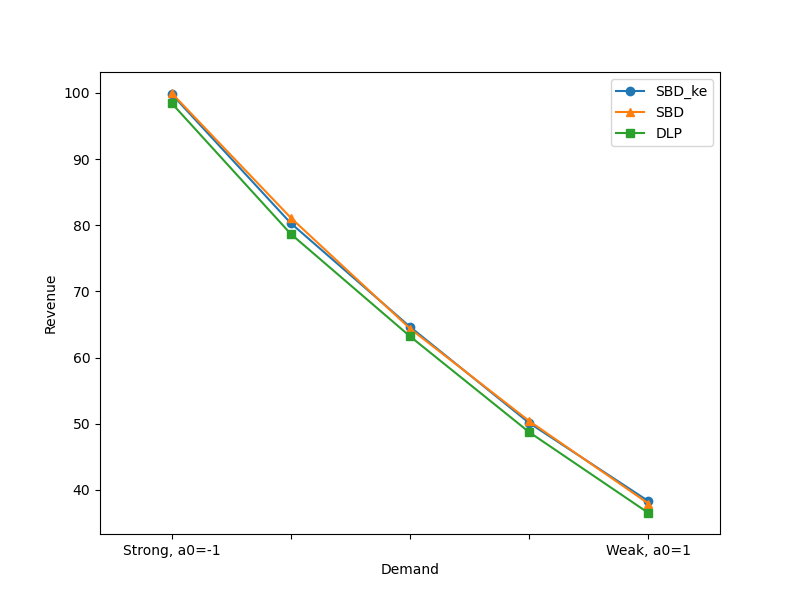 SBD_ke
SBD
DLP
100
90
80
70
60
50
40
Revenue
Strong, a0=-1
Weak, a0=1
Demand